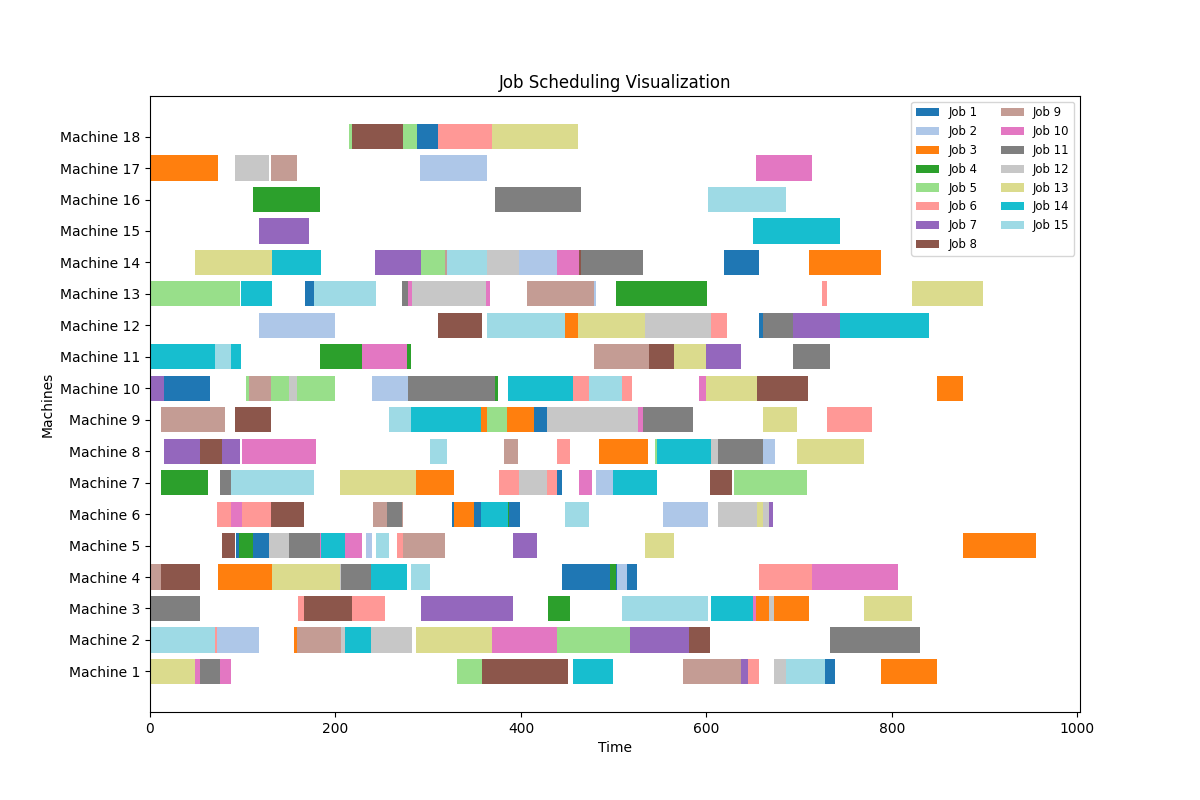 Job Scheduling Visualization
Machine 18
Machine 17
Machine 16
Machine 15
Machine 14
Machine 13
Machine 12
Machine 11
Machine 10
Machine 9
Machine 8
Machine 7
Machine 6
Machine 5
Machine 4
Machine 3
Machine 2
Machine 1
Machines
0 200 400 600 800 1000
Time
Job 1
Job 2
Job 3
Job 4
Job 5
Job 6
Job 7
Job 8
Job 9
Job 10
Job 11
Job 12
Job 13
Job 14
Job 15